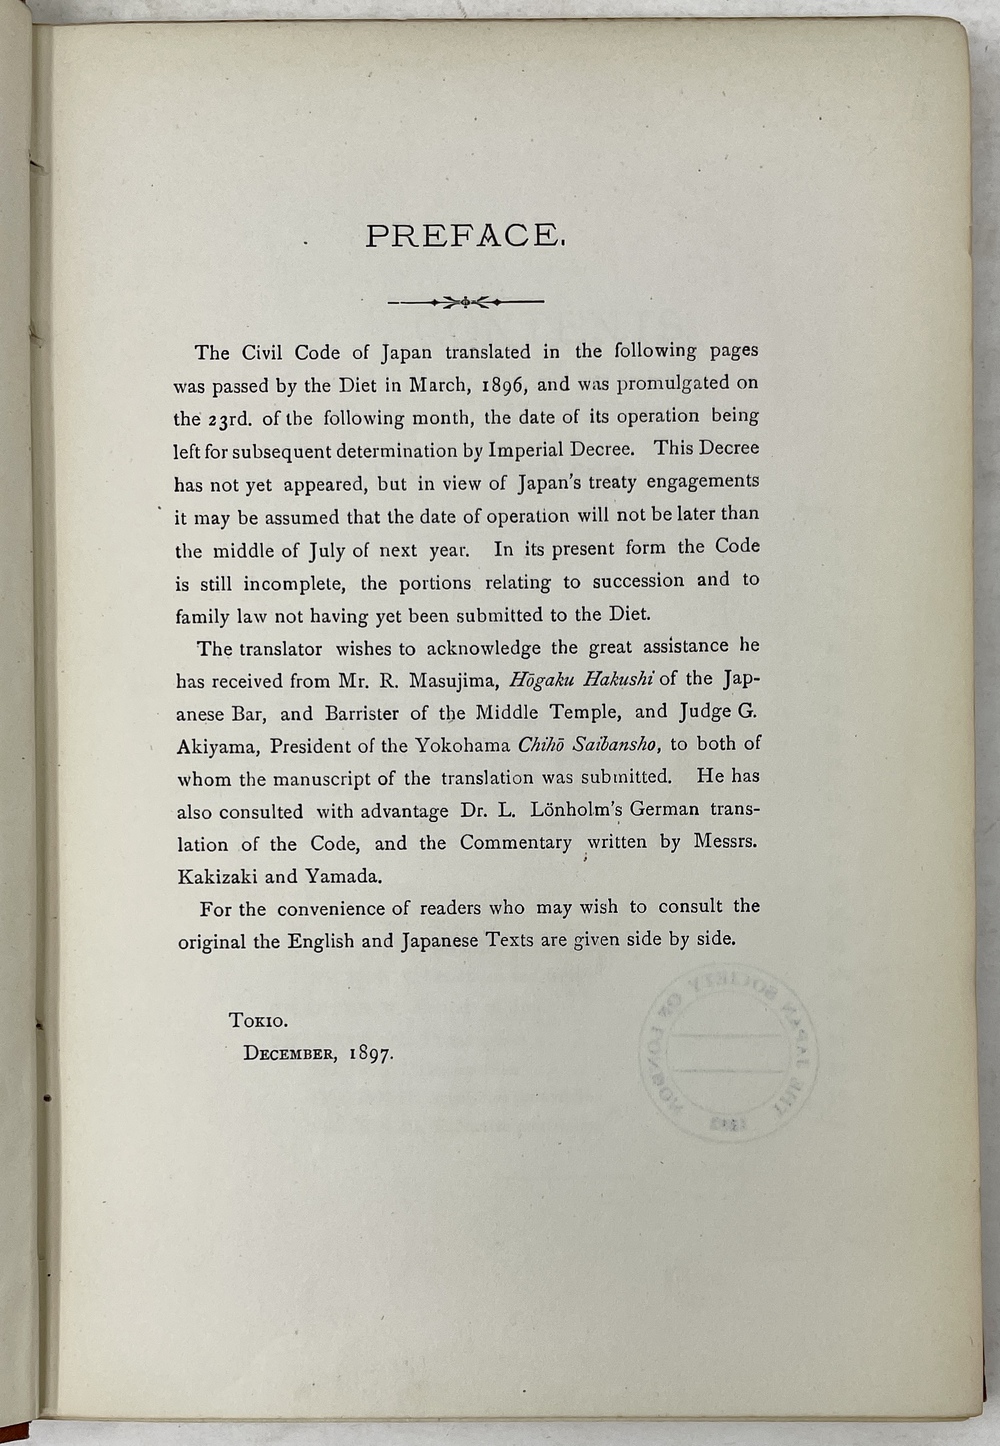 PREFACE.
The Civil Code of Japan translated in the following pages
was passed by the Diet in March, 1896, and was promulgated on
the 23rd. of the following month, the date of its operation being
left for subsequent determination by Imperial Decree. This Decree
has not yet appeared, but in view of Japan's treaty engagements
it may be assumed that the date of operation will not be later than
the middle of July of next year. In its present form the Code
is still incomplete, the portions relating to succession and to
family law not having yet been submitted to the Diet.
The translator wishes to acknowledge the great assistance he
has received from Mr. R. Masujima, Hōgaku Hakushi of the Jap-
anese Bar, and Barrister of the Middle Temple, and Judge G.
Akiyama, President of the Yokohama Chihō Saibansho, to both of
whom the manuscript of the translation was submitted. He has
also consulted with advantage Dr. L. Lönholm's German trans-
lation of the Code, and the Commentary written by Messrs.
Kakizaki and Yamada.
For the convenience of readers who may wish to consult the
original the English and Japanese Texts are given side by side.
TOKIO.
DECEMBER, 1897.
THE JAPAN SOCIETY OF LONDON